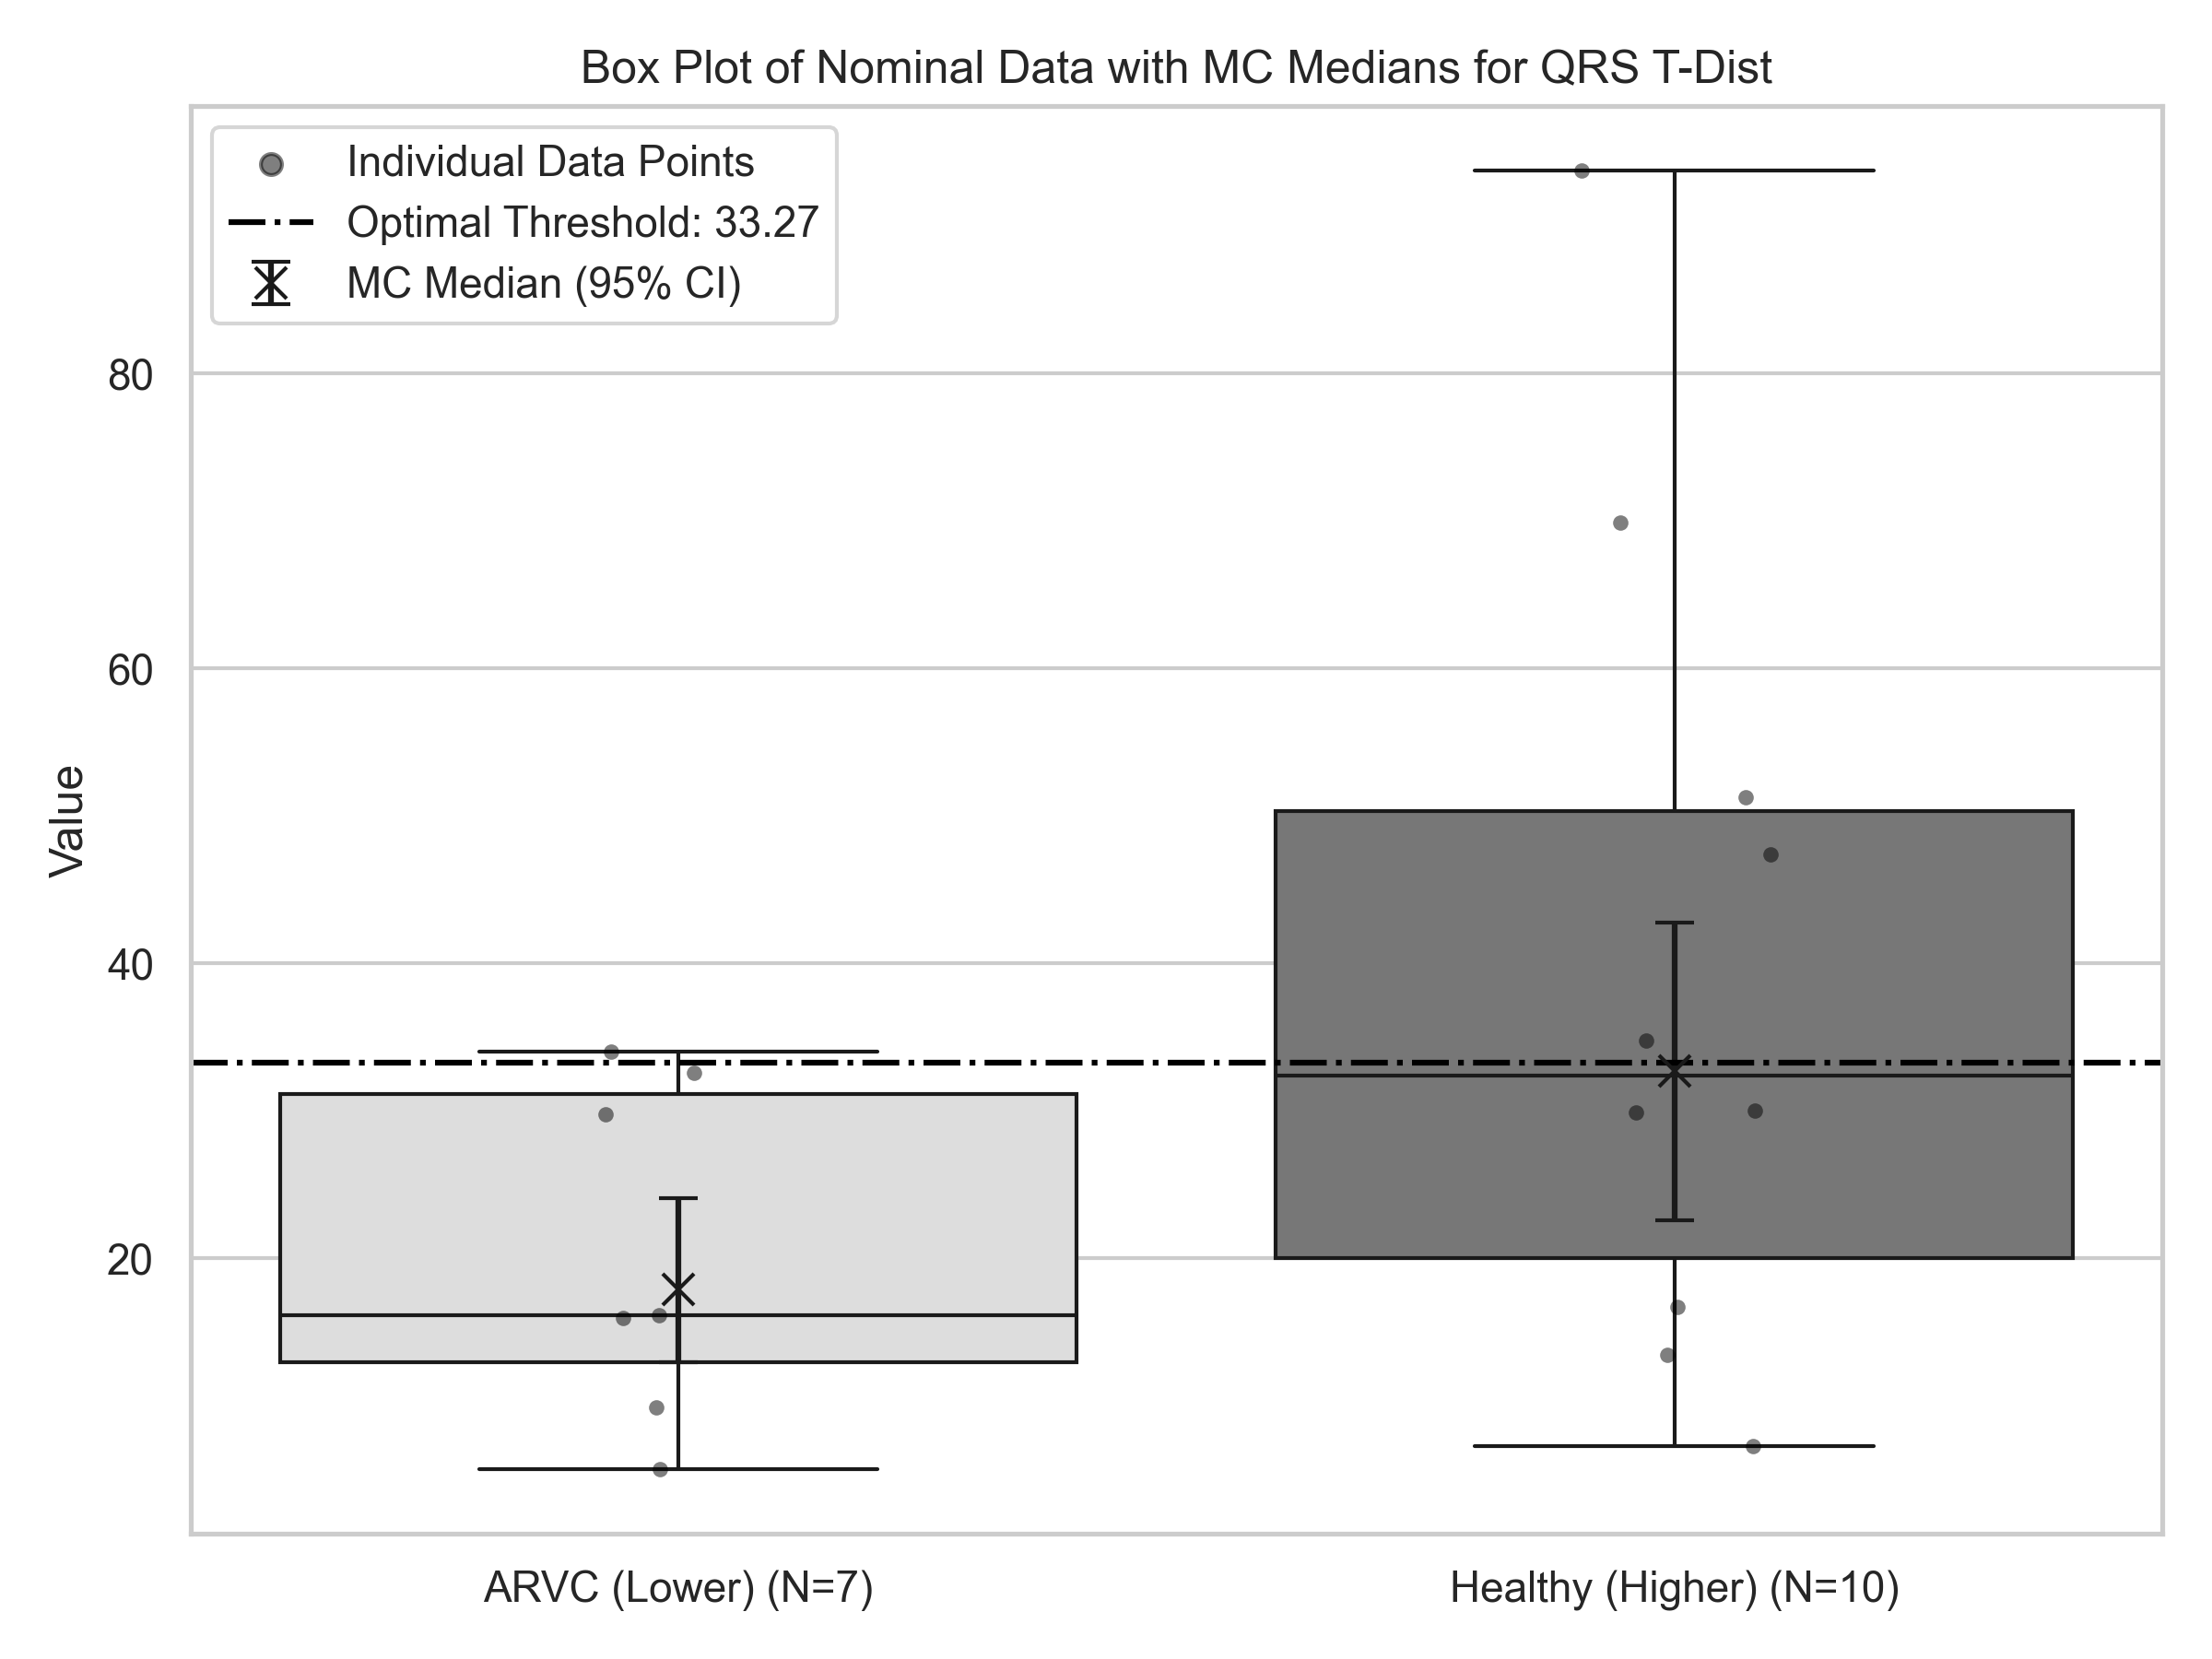 Box Plot of Nominal Data with MC Medians for QRS T-Dist
Individual Data Points
Optimal Threshold: 33.27
MC Median (95% CI)
Value
80
60
40
20
ARVC (Lower) (N=7)
Healthy (Higher) (N=10)